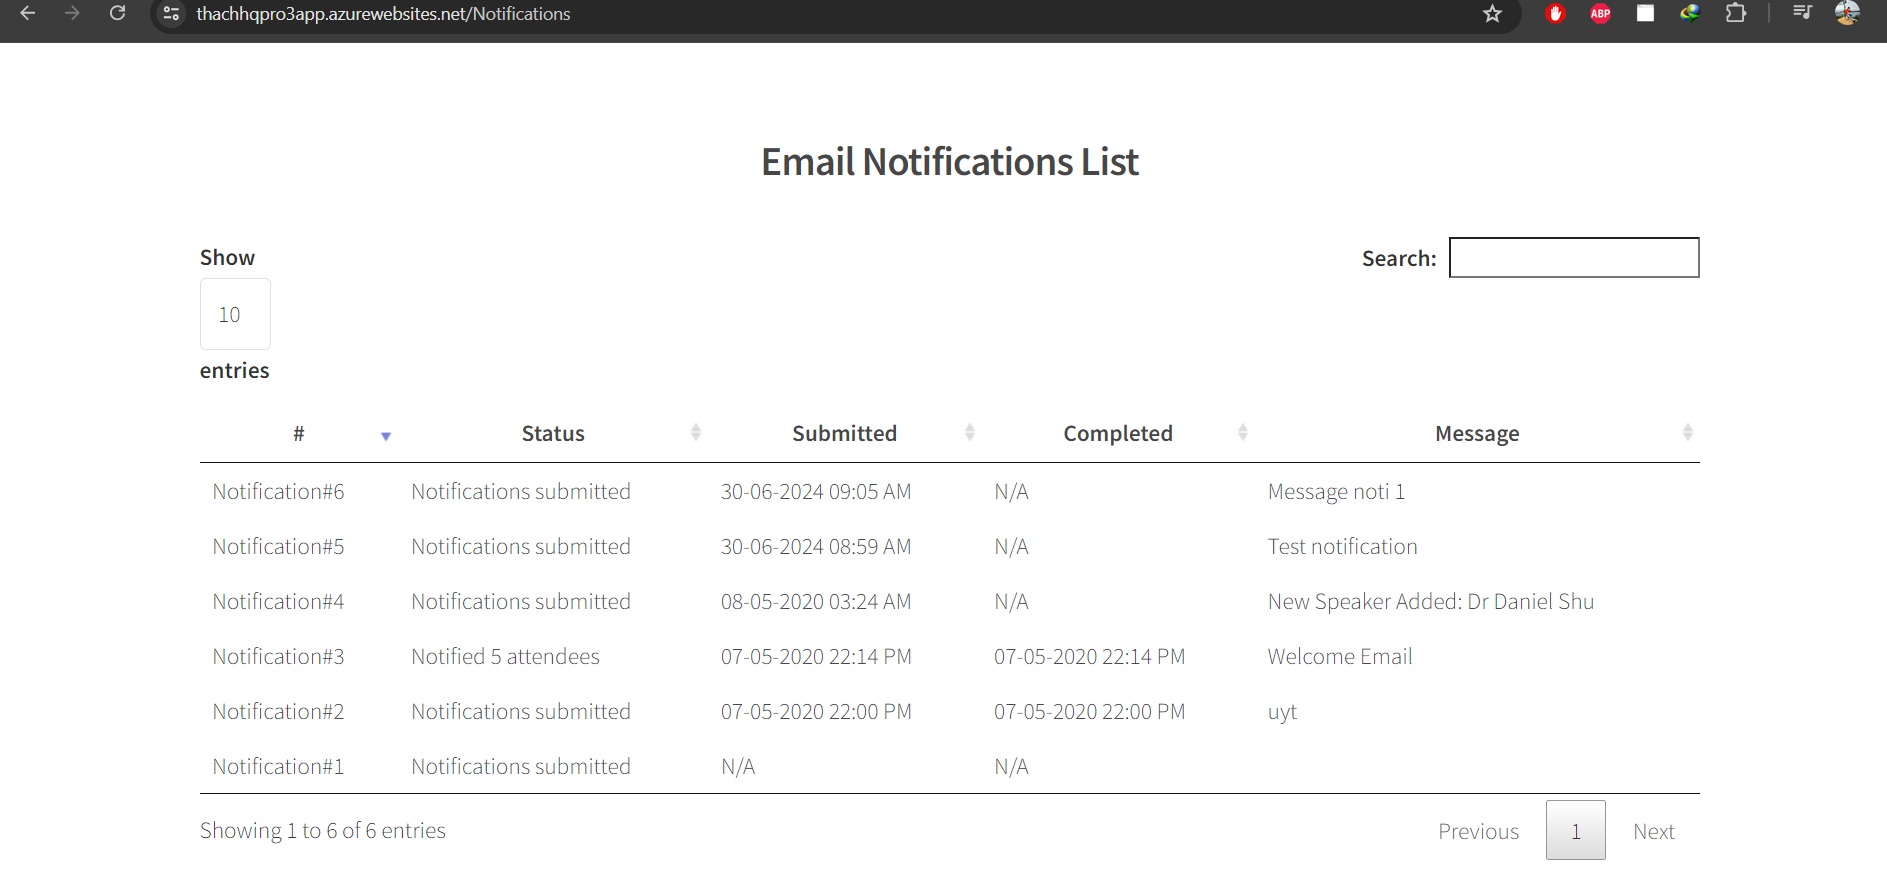 thachhqpro3app.azurewebsites.net/Notifications
ABP
Email Notifications List
Show
Search:
10
entries
# Status Submitted Completed Message
Notification#6 Notifications submitted 30-06-2024 09:05 AM N/A Message noti 1
Notification#5 Notifications submitted 30-06-2024 08:59 AM N/A Test notification
Notification#4 Notifications submitted 08-05-2020 03:24 AM N/A New Speaker Added: Dr Daniel Shu
Notification#3 Notified 5 attendees 07-05-2020 22:14 PM 07-05-2020 22:14 PM Welcome Email
Notification#2 Notifications submitted 07-05-2020 22:00 PM 07-05-2020 22:00 PM uyt
Notification#1 Notifications submitted N/A N/A
Showing 1 to 6 of 6 entries
Previous 1 Next